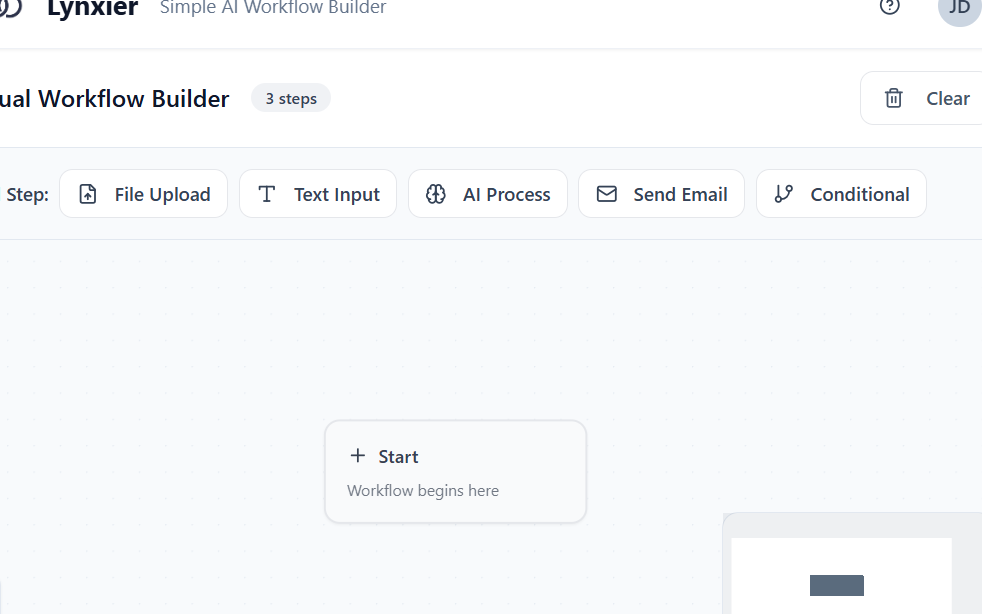 Lynxier Simple AI Workflow Builder JD
ual Workflow Builder 3 steps Clear
Step: File Upload Text Input AI Process Send Email Conditional
Start
Workflow begins here